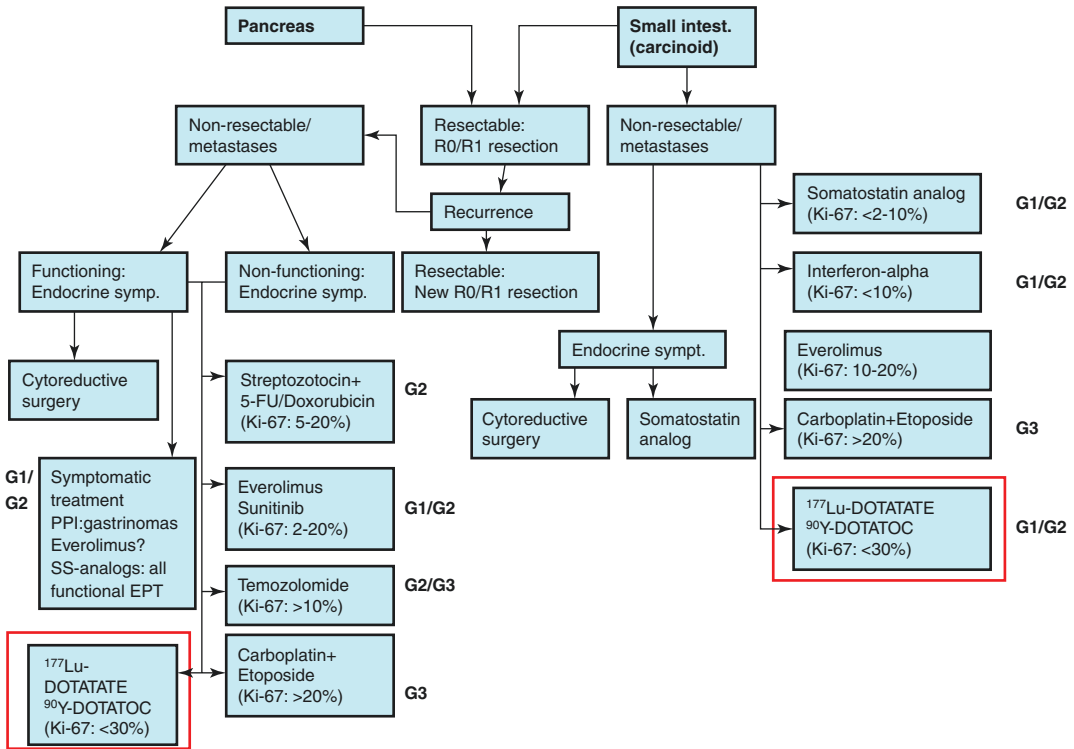 Pancreas
Small intest.
(carcinoid)
Non-resectable/
metastases
Resectable:
R0/R1 resection
Non-resectable/
metastases
Recurrence
Somatostatin analog
(Ki-67: <2-10%)
G1/G2
Functioning:
Endocrine symp.
Non-functioning:
Endocrine symp.
Resectable:
New R0/R1 resection
Interferon-alpha
(Ki-67: <10%)
G1/G2
Endocrine sympt.
Everolimus
(Ki-67: 10-20%)
Cytoreductive
surgery
Streptozotocin+
5-FU/Doxorubicin
(Ki-67: 5-20%)
G2
Cytoreductive
surgery
Somatostatin
analog
Carboplatin+Etoposide
(Ki-67: >20%)
G3
G1/
G2
Symptomatic
treatment
PPI:gastrinomas
Everolimus?
SS-analogs: all
functional EPT
Everolimus
Sunitinib
(Ki-67: 2-20%)
G1/G2
¹⁷⁷Lu-DOTATATE
⁹⁰Y-DOTATOC
(Ki-67: <30%)
G1/G2
Temozolomide
(Ki-67: >10%)
G2/G3
¹⁷⁷Lu-
DOTATATE
⁹⁰Y-DOTATOC
(Ki-67: <30%)
Carboplatin+
Etoposide
(Ki-67: >20%)
G3